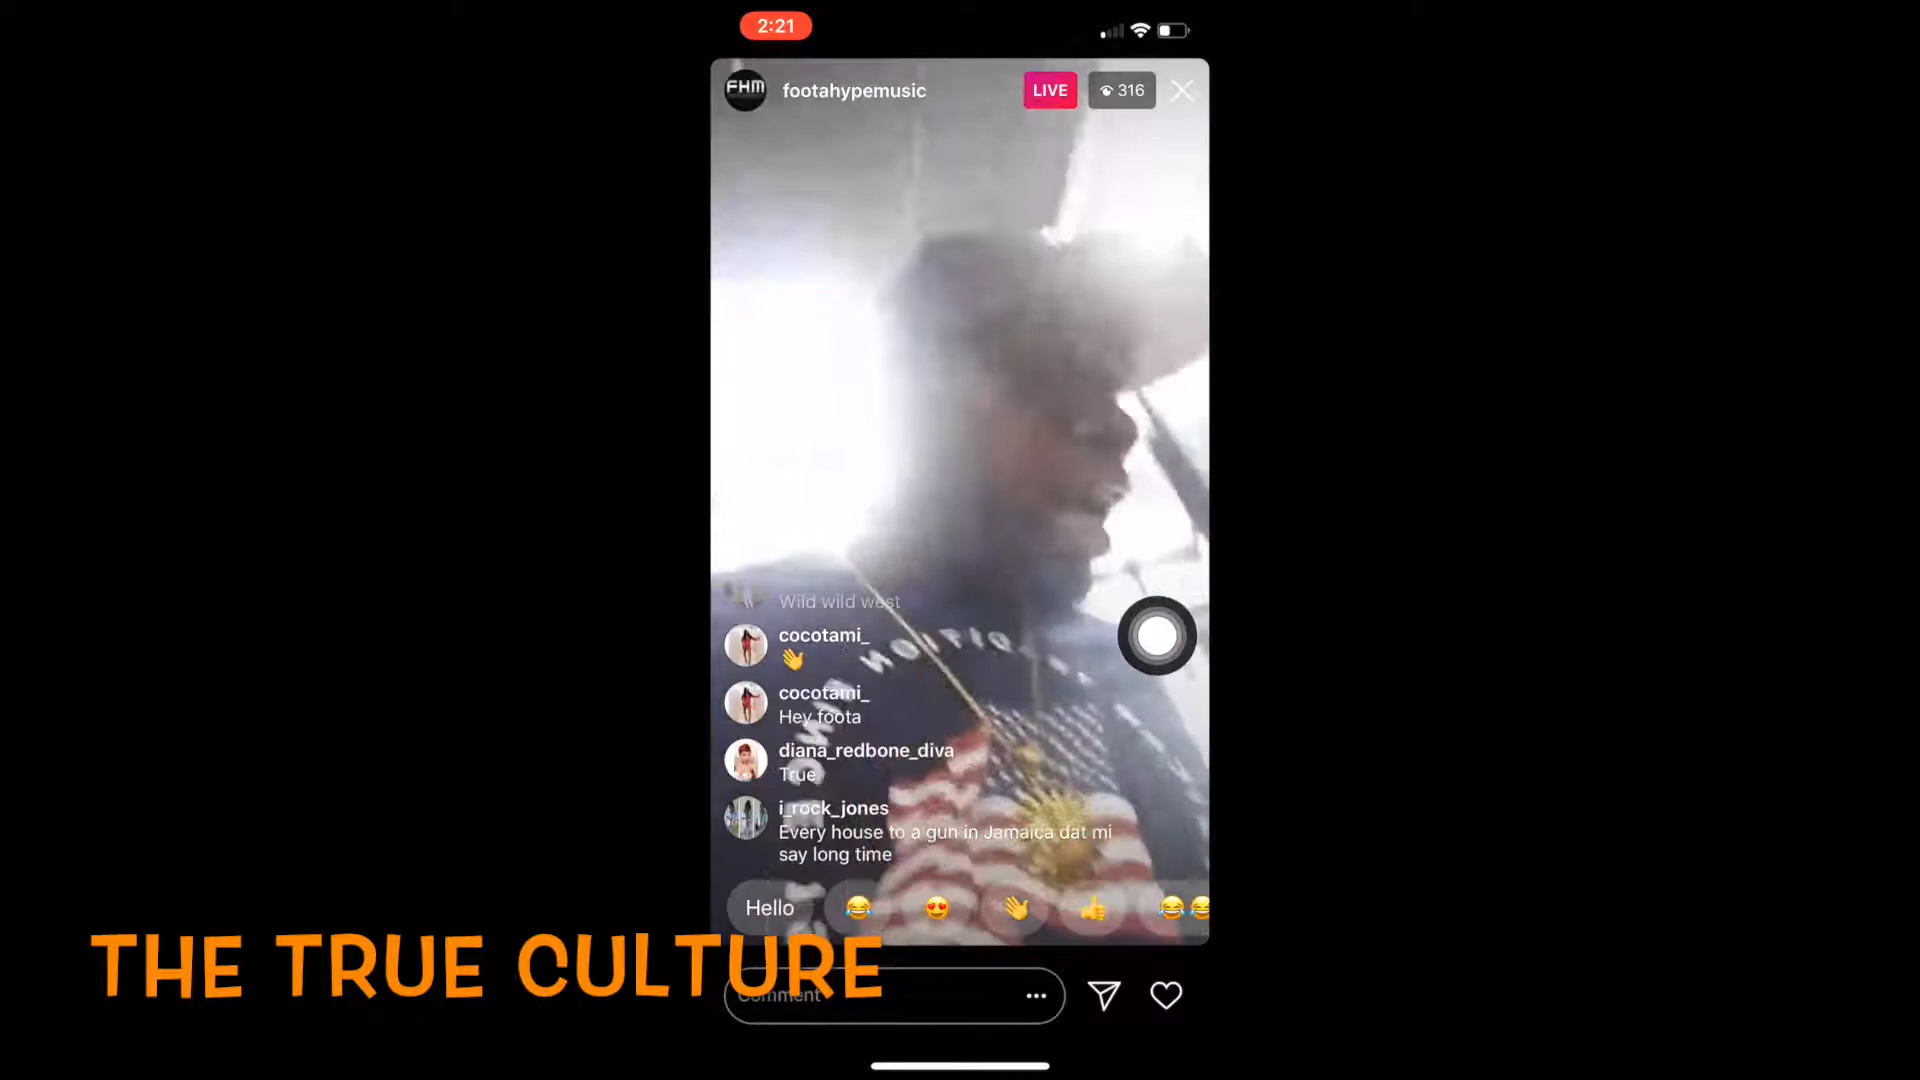 2:21
FHM
footahypemusic
LIVE
316
Wild wild west
cocotami_
👋
cocotami_
Hey foota
diana_redbone_diva
True
i_rock_jones
Every house to a gun in Jamaica dat mi
say long time
Hello 😂 😍 👋 👍 😂😂
THE TRUE CULTURE
Comment